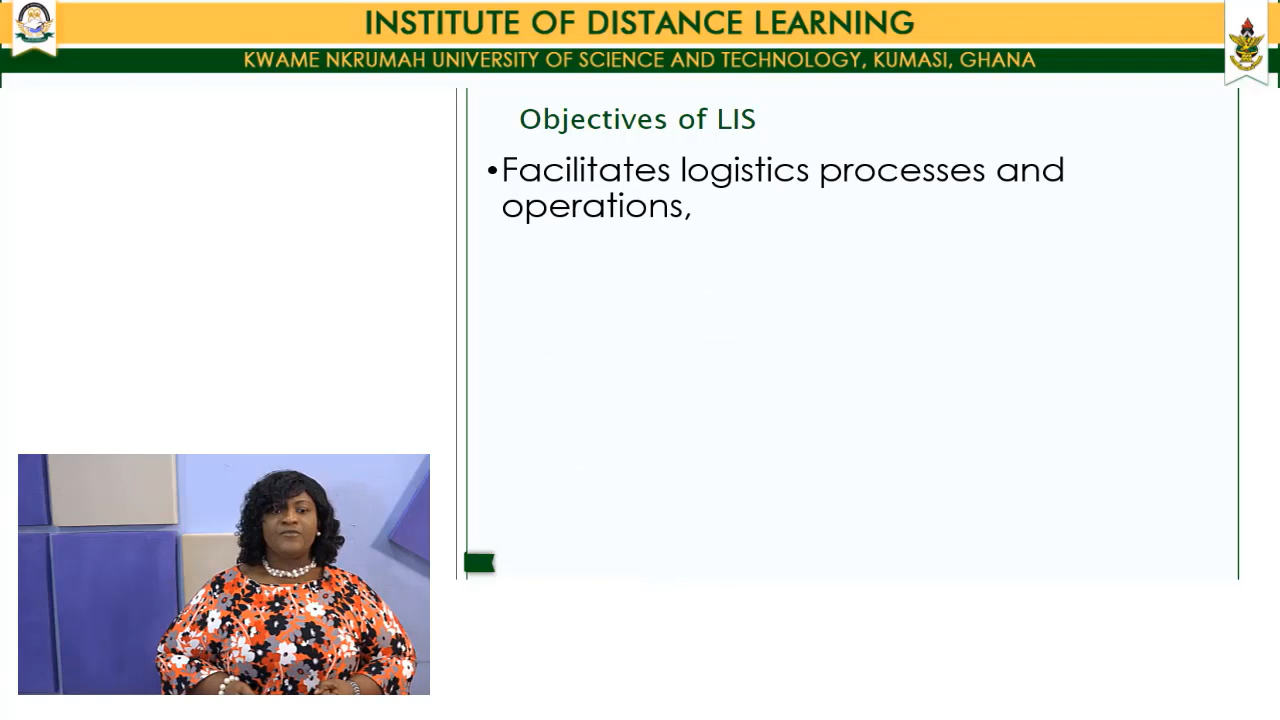 INSTITUTE OF DISTANCE LEARNING
KWAME NKRUMAH UNIVERSITY OF SCIENCE AND TECHNOLOGY, KUMASI, GHANA
Objectives of LIS
•Facilitates logistics processes and
operations,